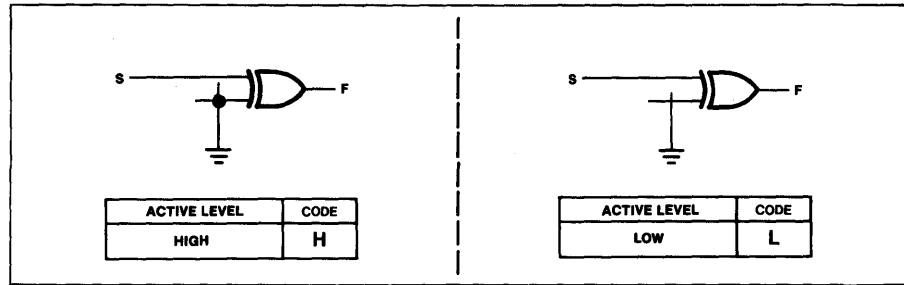 S
F
ACTIVE LEVEL CODE
HIGH H
S
F
ACTIVE LEVEL CODE
LOW L